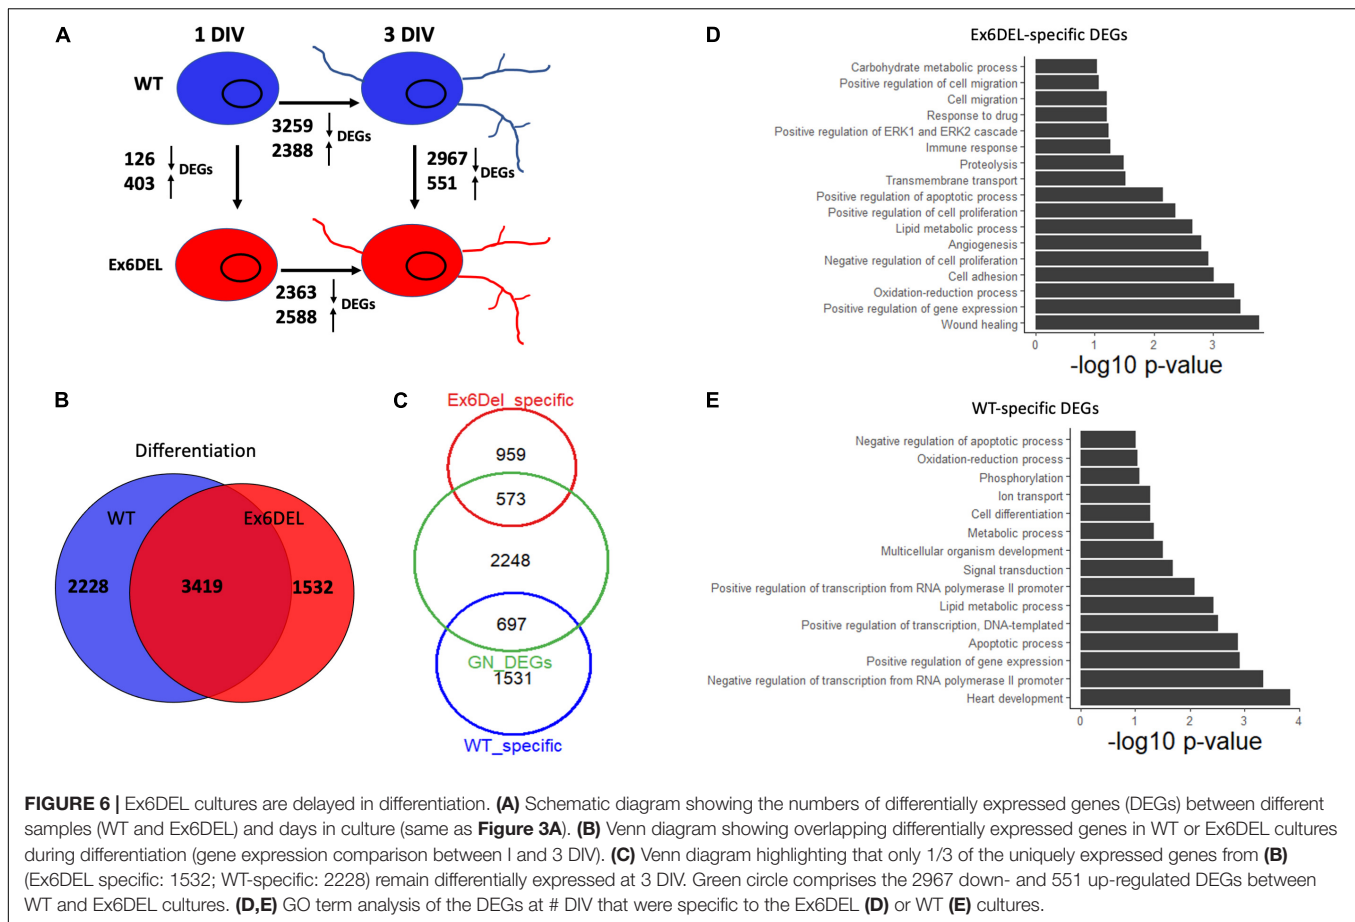 A
1 DIV
3 DIV
WT
3259
2388
DEGs
126
403
DEGs
2967
551
DEGs
Ex6DEL
2363
2588
DEGs
B
Differentiation
WT
Ex6DEL
2228
3419
1532
C
Ex6Del_specific
959
573
2248
697
GN_DEGs
1531
WT_specific
D
Ex6DEL-specific DEGs
Carbohydrate metabolic process
Positive regulation of cell migration
Cell migration
Response to drug
Positive regulation of ERK1 and ERK2 cascade
Immune response
Proteolysis
Transmembrane transport
Positive regulation of apoptotic process
Positive regulation of cell proliferation
Lipid metabolic process
Angiogenesis
Negative regulation of cell proliferation
Cell adhesion
Oxidation-reduction process
Positive regulation of gene expression
Wound healing
0 1 2 3
-log10 p-value
E
WT-specific DEGs
Negative regulation of apoptotic process
Oxidation-reduction process
Phosphorylation
Ion transport
Cell differentiation
Metabolic process
Multicellular organism development
Signal transduction
Positive regulation of transcription from RNA polymerase II promoter
Lipid metabolic process
Positive regulation of transcription, DNA-templated
Apoptotic process
Positive regulation of gene expression
Negative regulation of transcription from RNA polymerase II promoter
Heart development
0 1 2 3 4
-log10 p-value
FIGURE 6 | Ex6DEL cultures are delayed in differentiation. (A) Schematic diagram showing the numbers of differentially expressed genes (DEGs) between different
samples (WT and Ex6DEL) and days in culture (same as Figure 3A). (B) Venn diagram showing overlapping differentially expressed genes in WT or Ex6DEL cultures
during differentiation (gene expression comparison between I and 3 DIV). (C) Venn diagram highlighting that only 1/3 of the uniquely expressed genes from (B)
(Ex6DEL specific: 1532; WT-specific: 2228) remain differentially expressed at 3 DIV. Green circle comprises the 2967 down- and 551 up-regulated DEGs between
WT and Ex6DEL cultures. (D,E) GO term analysis of the DEGs at # DIV that were specific to the Ex6DEL (D) or WT (E) cultures.